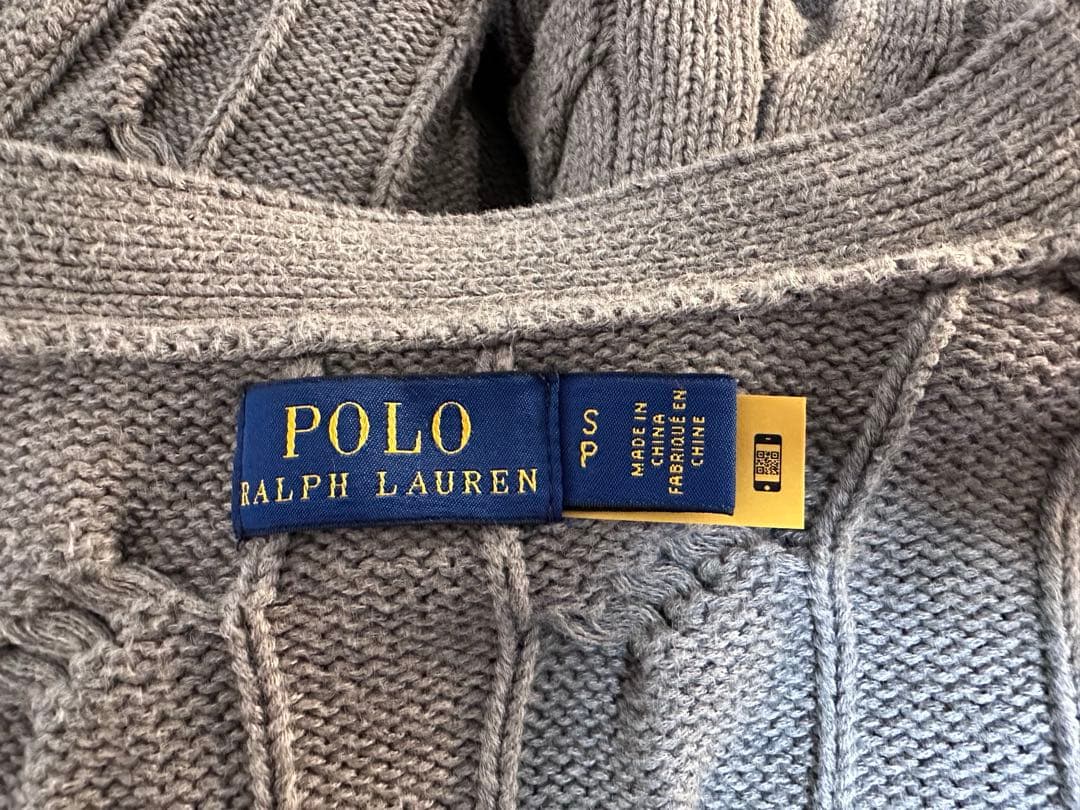 POLO
RALPH LAUREN
S
P
MADE IN
CHINA
FABRIQUÉ EN
CHINE